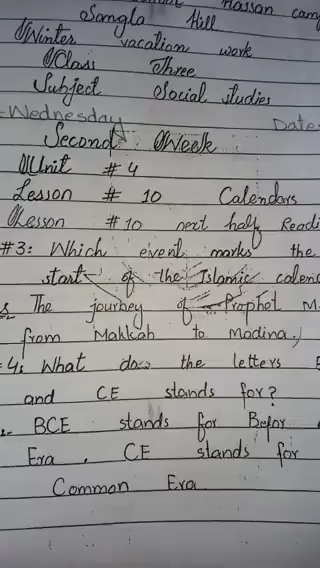 Hassan cam
Sangla Hill
Winter vacation work
Class Three
Subject Social studies
Wednesday Date:
Second Week
Unit # 4
Lesson # 10 Calendars
Lesson #10 next half Readi
#3: Which event marks the
start of the Islamic calend
s The journey of Prophet M
from Makkah to Madina.
4: What does the letters B
and CE stands for?
s. BCE stands for Befor
Era. CE stands for
Common Era